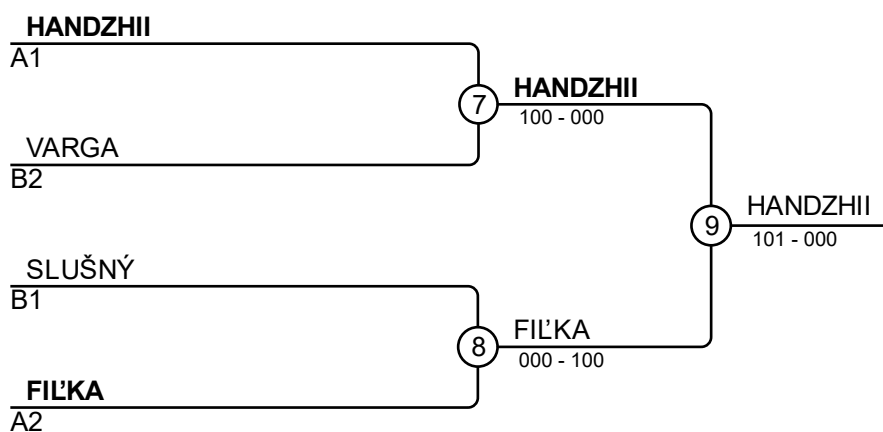 HANDZHII
A1
7
HANDZHII
100 - 000
VARGA
B2
9
HANDZHII
101 - 000
SLUŠNÝ
B1
8
FIĽKA
000 - 100
FIĽKA
A2